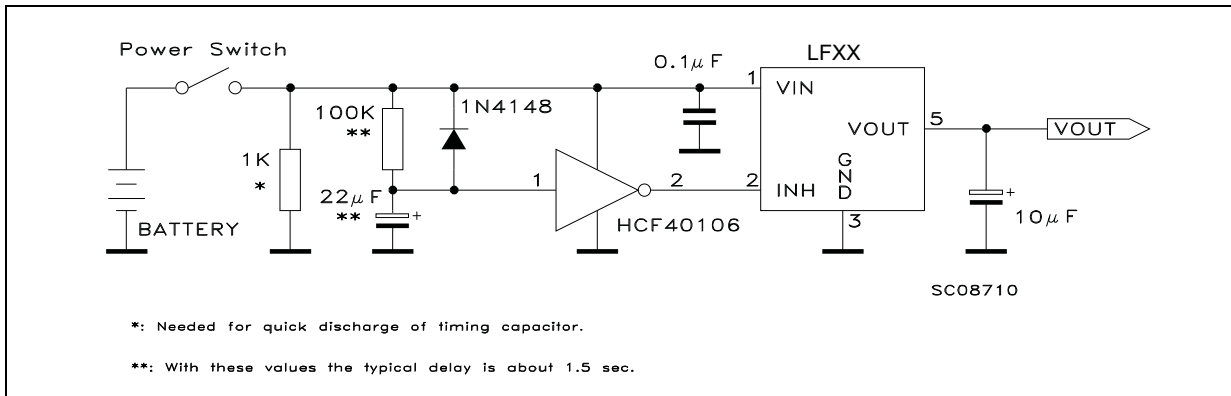 Power Switch
LFXX
0.1µF
1
VIN
1N4148
100K
**
VOUT
5
VOUT
G
N
D
1K
*
1
2
2
INH
22µF
**
+
+
3
10µF
BATTERY
HCF40106
SC08710
*: Needed for quick discharge of timing capacitor.
**: With these values the typical delay is about 1.5 sec.